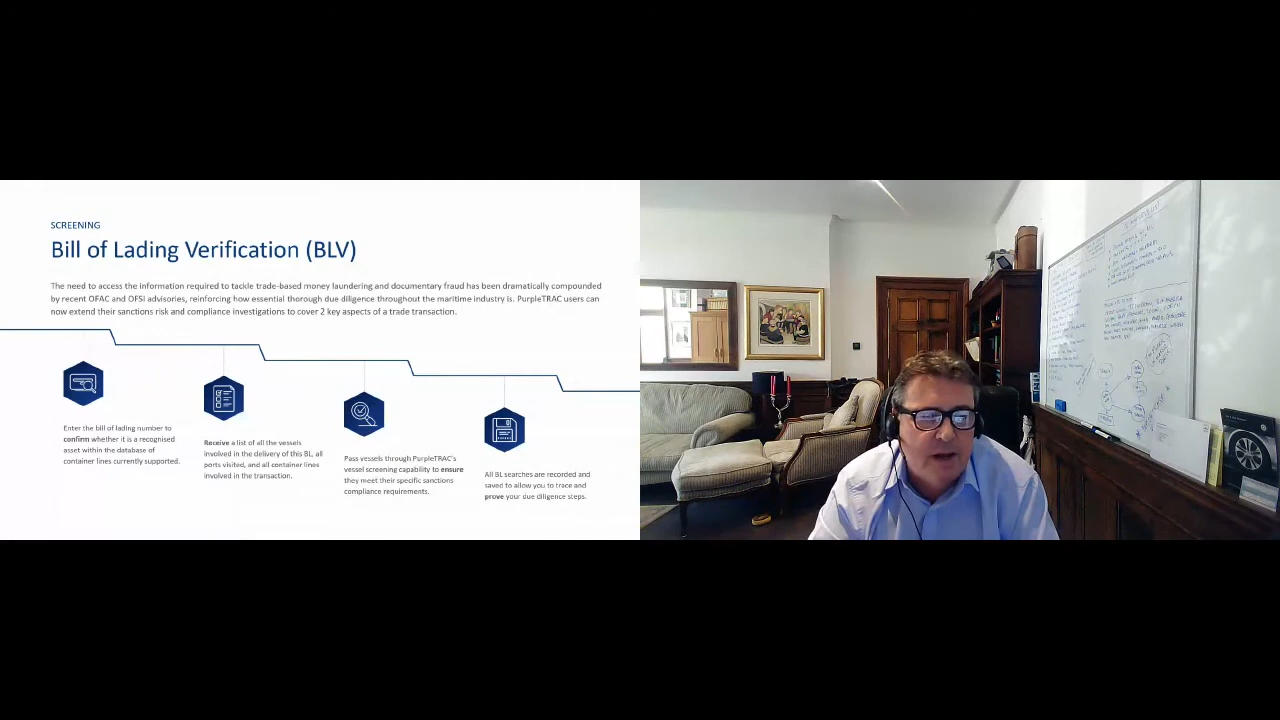 SCREENING
Bill of Lading Verification (BLV)
The need to access the information required to tackle trade-based money laundering and documentary fraud has been dramatically compounded
by recent OFAC and OFSI advisories, reinforcing how essential thorough due diligence throughout the maritime industry is. PurpleTRAC users can
now extend their sanctions risk and compliance investigations to cover 2 key aspects of a trade transaction.
Enter the bill of lading number to
confirm whether it is a recognised
asset within the database of
container lines currently supported.
Receive a list of all the vessels
involved in the delivery of this BL, all
ports visited, and all container lines
involved in the transaction.
Pass vessels through PurpleTRAC's
vessel screening capability to ensure
they meet their specific sanctions
compliance requirements.
All BL searches are recorded and
saved to allow you to trace and
prove your due diligence steps.